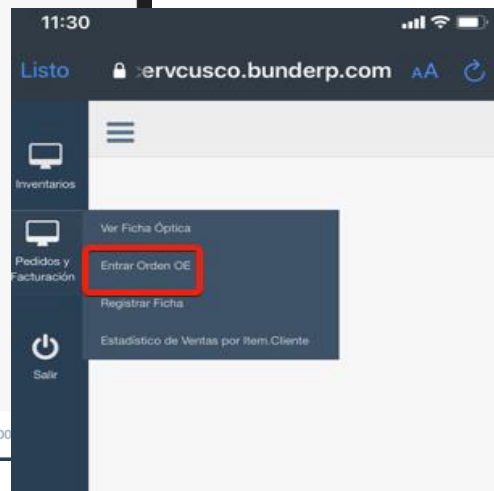 11:30
Listo
ervcusco.bunderp.com
AA
Inventarios
Pedidos y
Facturación
Ver Ficha Óptica
Entrar Orden OE
Registrar Ficha
Estadístico de Ventas por Item.Cliente
Salir